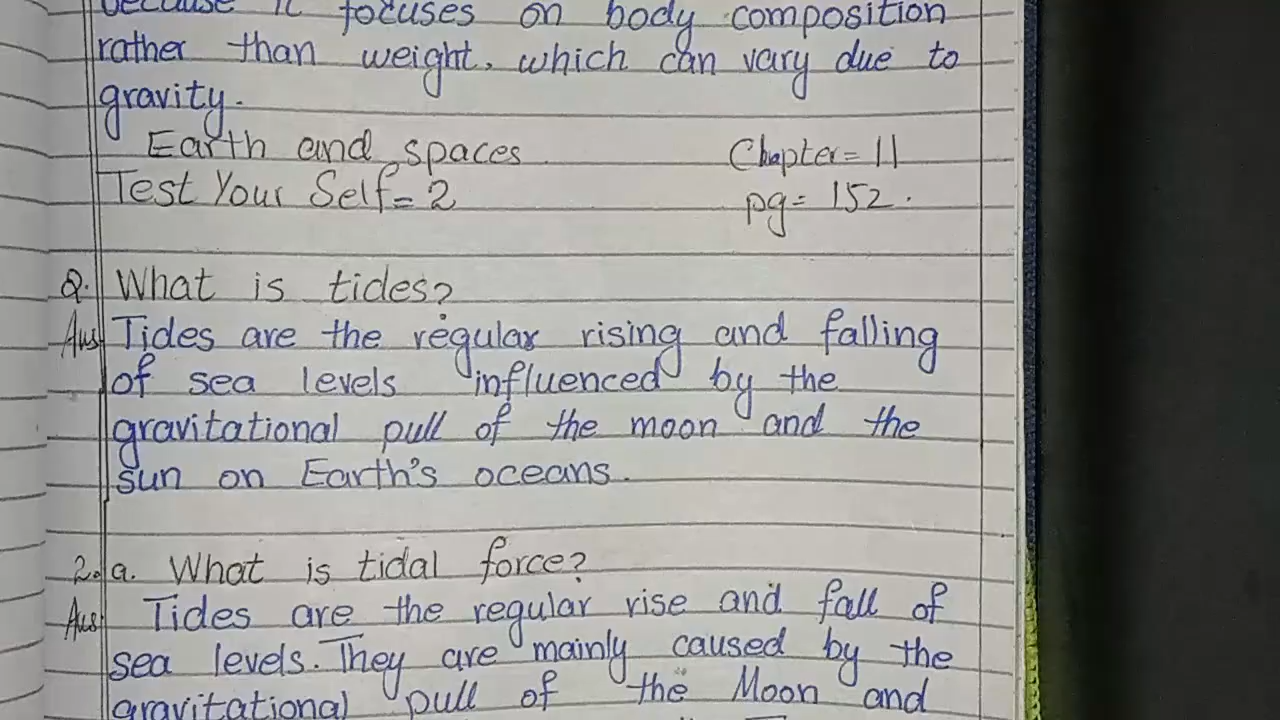 because it focuses on body composition
rather than weight, which can vary due to
gravity.
Earth and spaces Chapter = 11
Test Your Self = 2 pg = 152.
Q. What is tides?
Ans Tides are the regular rising and falling
of sea levels influenced by the
gravitational pull of the moon and the
sun on Earth's oceans.
2. a. What is tidal force?
Ans Tides are the regular rise and fall of
sea levels. They are mainly caused by the
gravitational pull of the Moon and